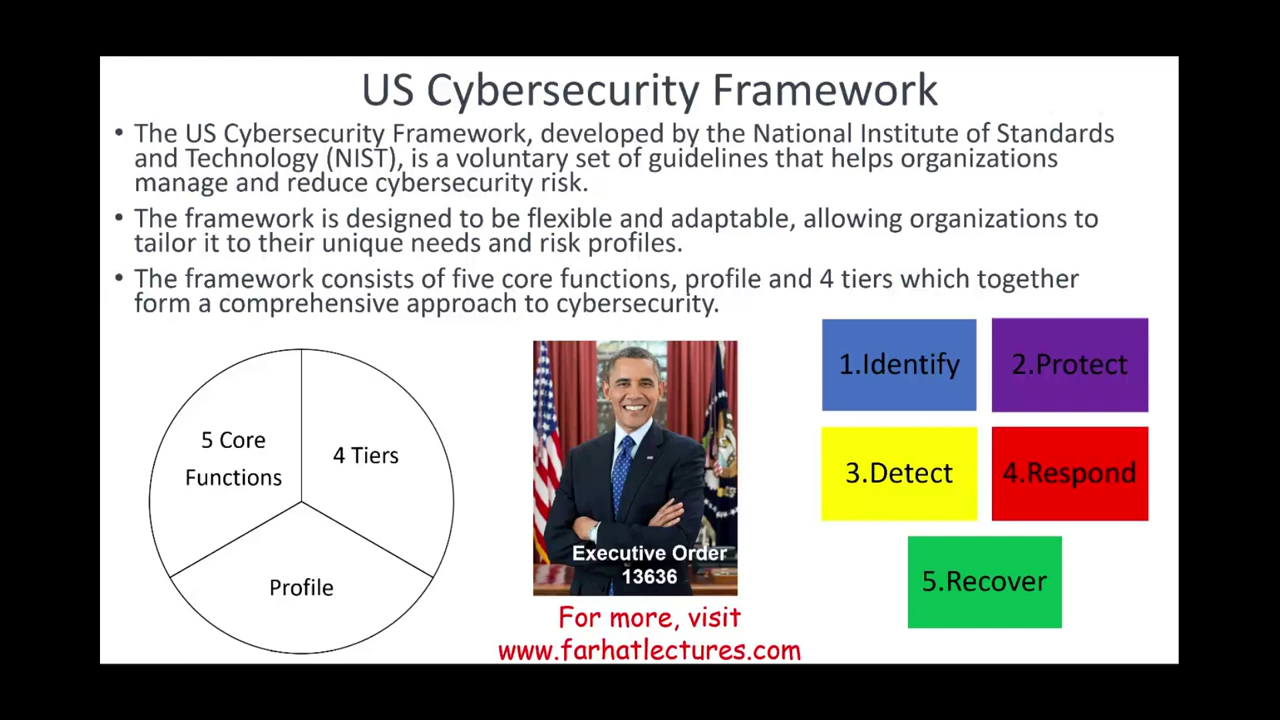 US Cybersecurity Framework
• The US Cybersecurity Framework, developed by the National Institute of Standards
and Technology (NIST), is a voluntary set of guidelines that helps organizations
manage and reduce cybersecurity risk.
• The framework is designed to be flexible and adaptable, allowing organizations to
tailor it to their unique needs and risk profiles.
• The framework consists of five core functions, profile and 4 tiers which together
form a comprehensive approach to cybersecurity.
5 Core
Functions
4 Tiers
Profile
Executive Order
13636
For more, visit
www.farhatlectures.com
1.Identify
2.Protect
3.Detect
4.Respond
5.Recover